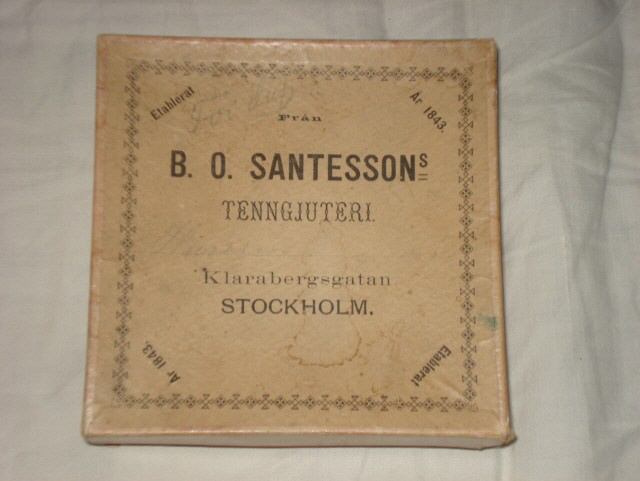 Etablerat
År 1843.
Från
B. O. SANTESSONs
TENNGJUTERI.
Klarabergsgatan
STOCKHOLM.
År 1843.
Etablerat